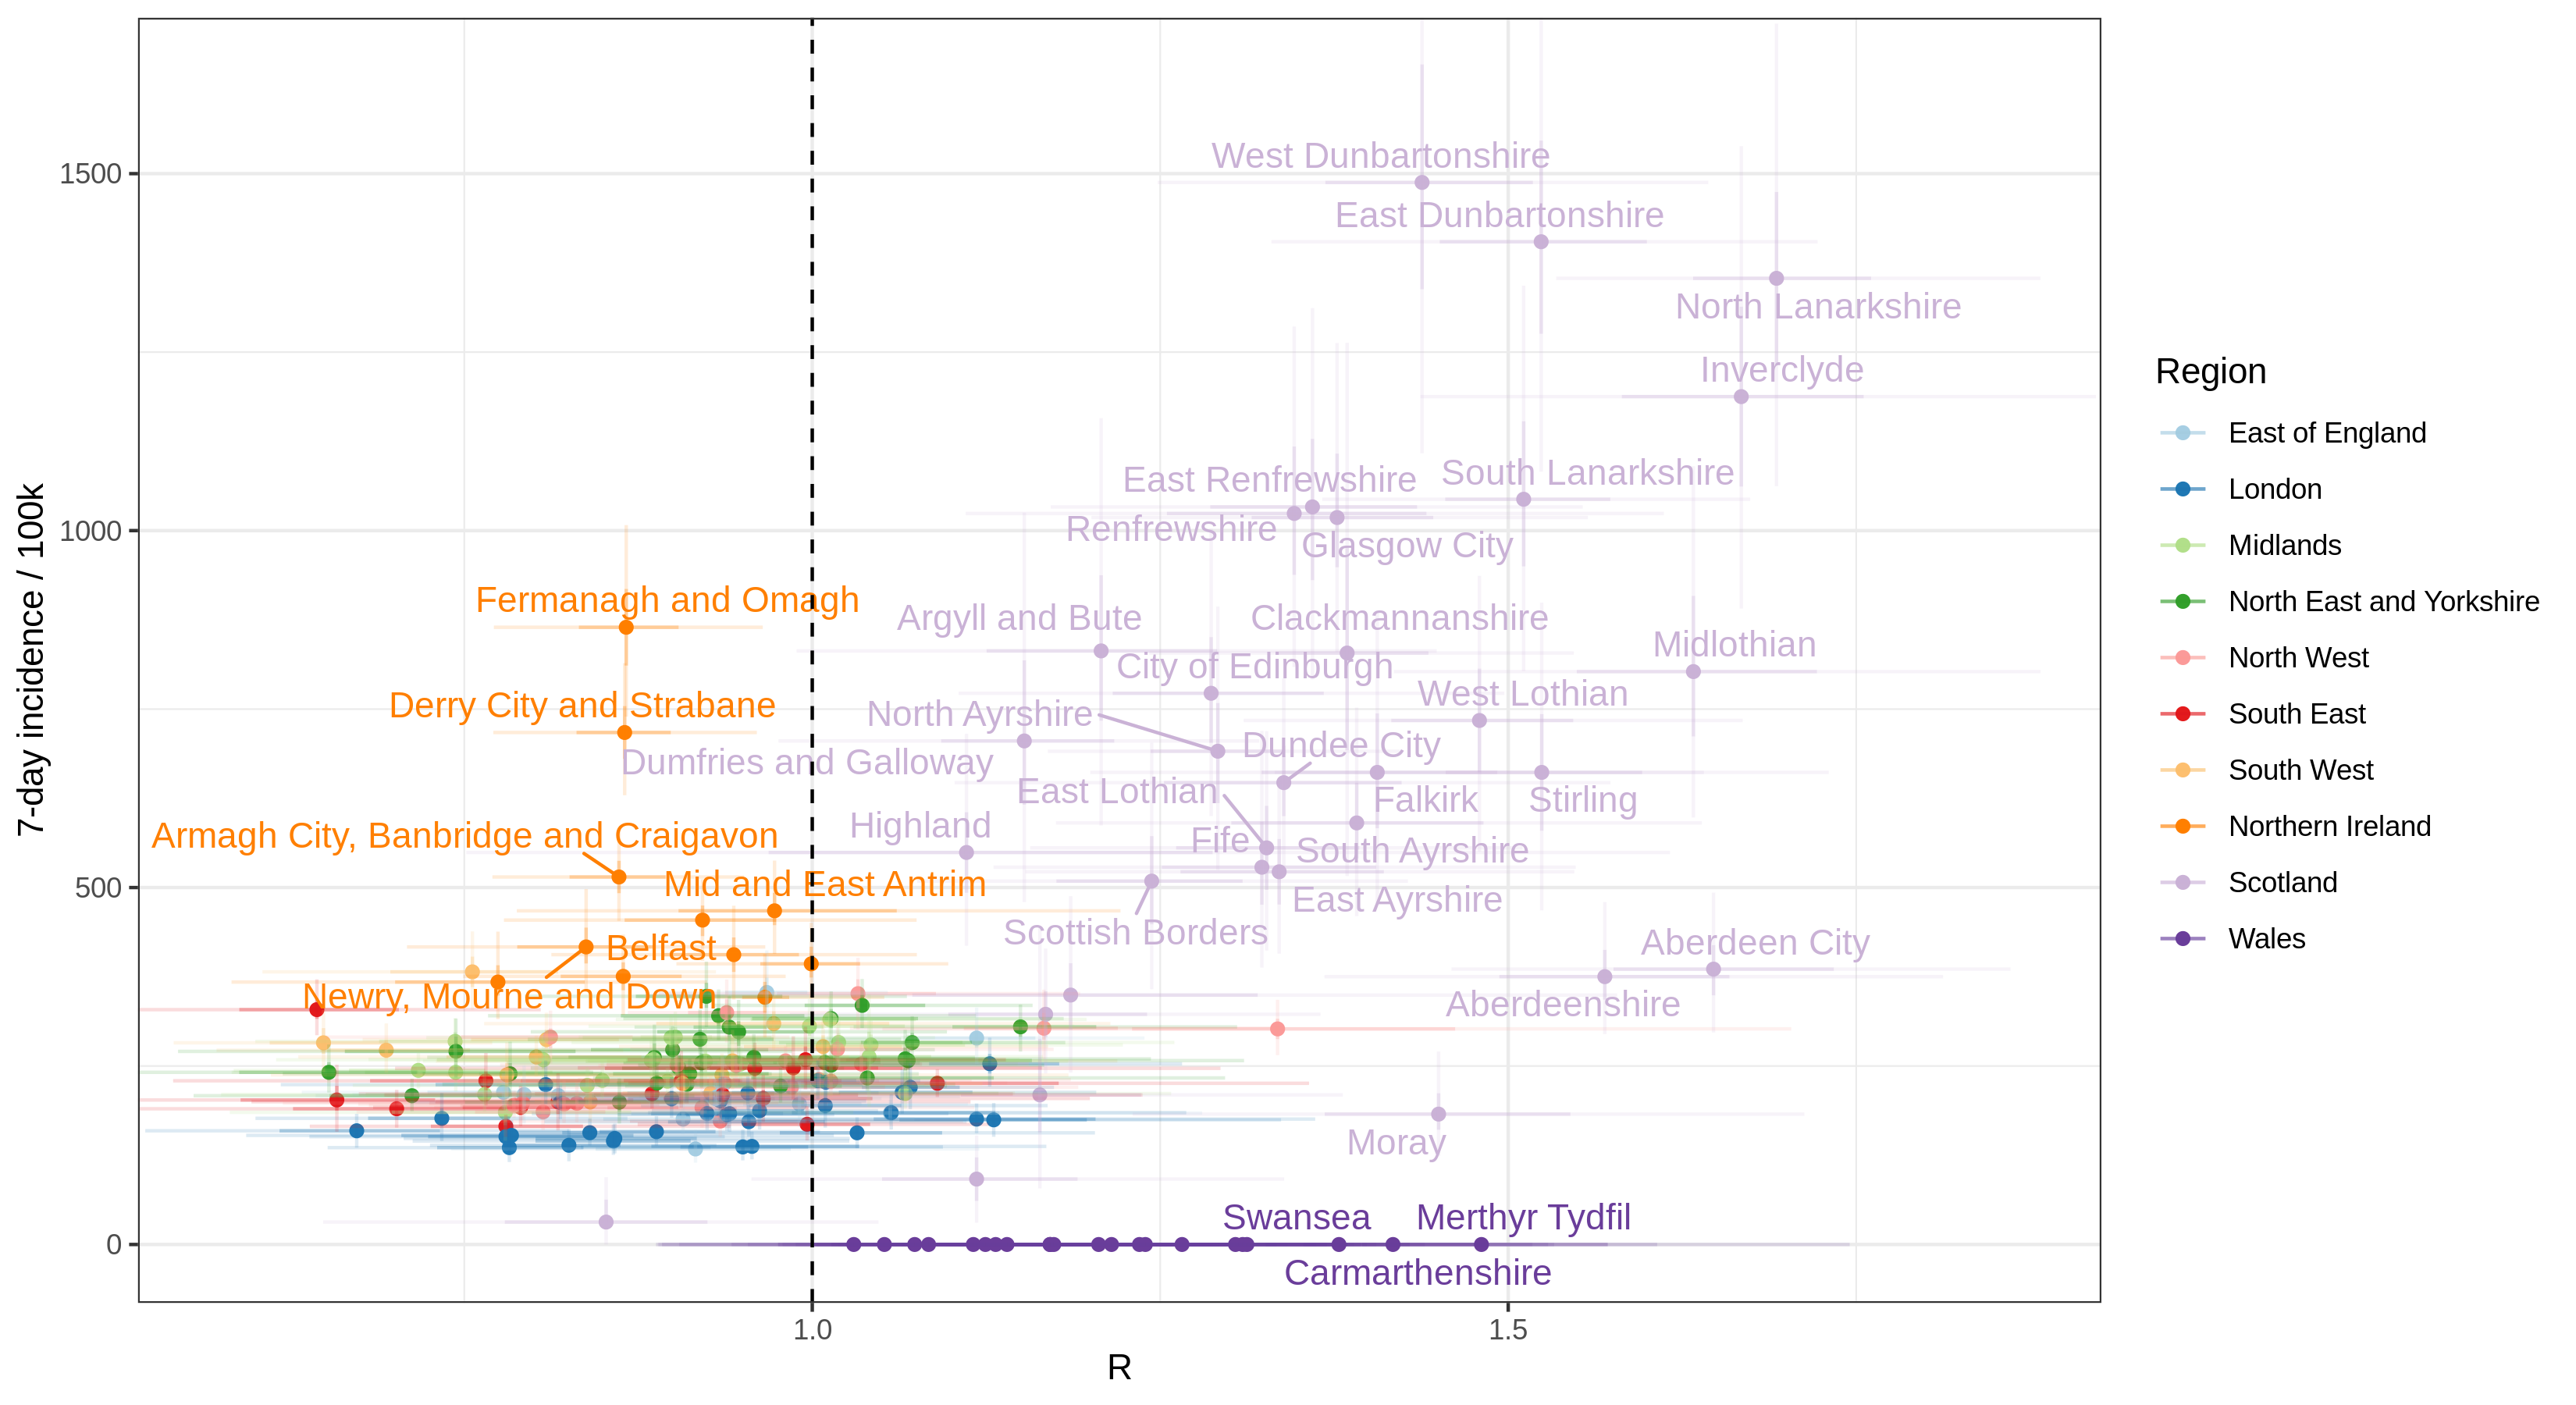 West Dunbartonshire
1500
East Dunbartonshire
North Lanarkshire
Inverclyde
East Renfrewshire
South Lanarkshire
1000
Renfrewshire
Glasgow City
Fermanagh and Omagh
Argyll and Bute
Clackmannanshire
Midlothian
City of Edinburgh
West Lothian
Derry City and Strabane
North Ayrshire
Dundee City
Dumfries and Galloway
East Lothian
Falkirk
Stirling
Highland
Armagh City, Banbridge and Craigavon
Fife
South Ayrshire
500
Mid and East Antrim
East Ayrshire
Scottish Borders
Belfast
Aberdeen City
Newry, Mourne and Down
Aberdeenshire
Moray
Swansea
Merthyr Tydfil
0
Carmarthenshire
1.0
1.5
R
7-day incidence / 100k
Region
East of England
London
Midlands
North East and Yorkshire
North West
South East
South West
Northern Ireland
Scotland
Wales